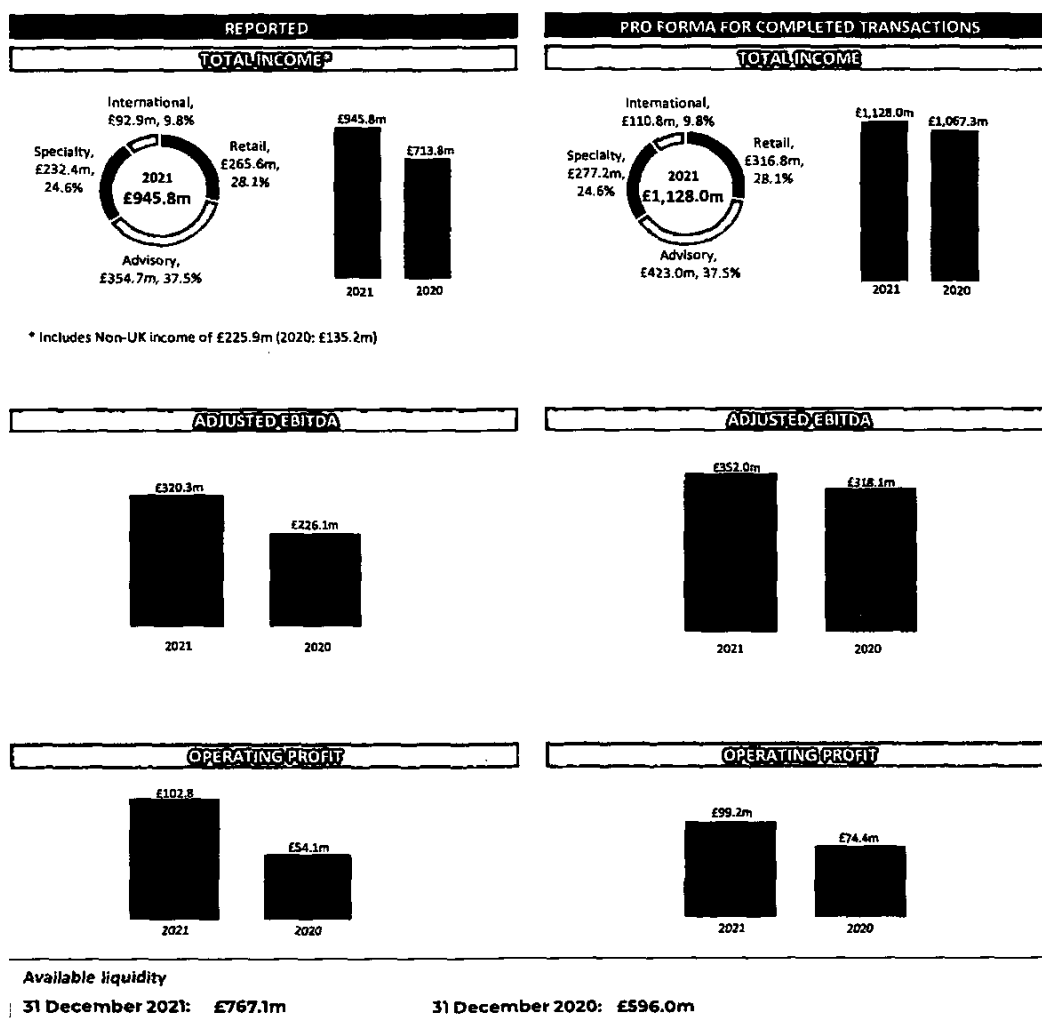 REPORTED
TOTAL INCOME*
International,
£92.9m, 9.8%
Specialty,
£232.4m,
24.6%
2021
£945.8m
Retail,
£265.6m,
28.1%
Advisory,
£354.7m, 37.5%
£945.8m
£713.8m
2021 2020
* Includes Non-UK income of £225.9m (2020: £135.2m)
PRO FORMA FOR COMPLETED TRANSACTIONS
TOTAL INCOME
International,
£110.8m, 9.8%
Specialty,
£277.2m,
24.6%
2021
£1,128.0m
Retail,
£316.8m,
28.1%
Advisory,
£423.0m, 37.5%
£1,128.0m
£1,067.3m
2021 2020
ADJUSTED EBITDA
£320.3m
£226.1m
2021 2020
ADJUSTED EBITDA
£352.0m
£318.1m
2021 2020
OPERATING PROFIT
£102.8
£54.1m
2021 2020
OPERATING PROFIT
£99.2m
£74.4m
2021 2020
Available liquidity
31 December 2021: £767.1m 31 December 2020: £596.0m